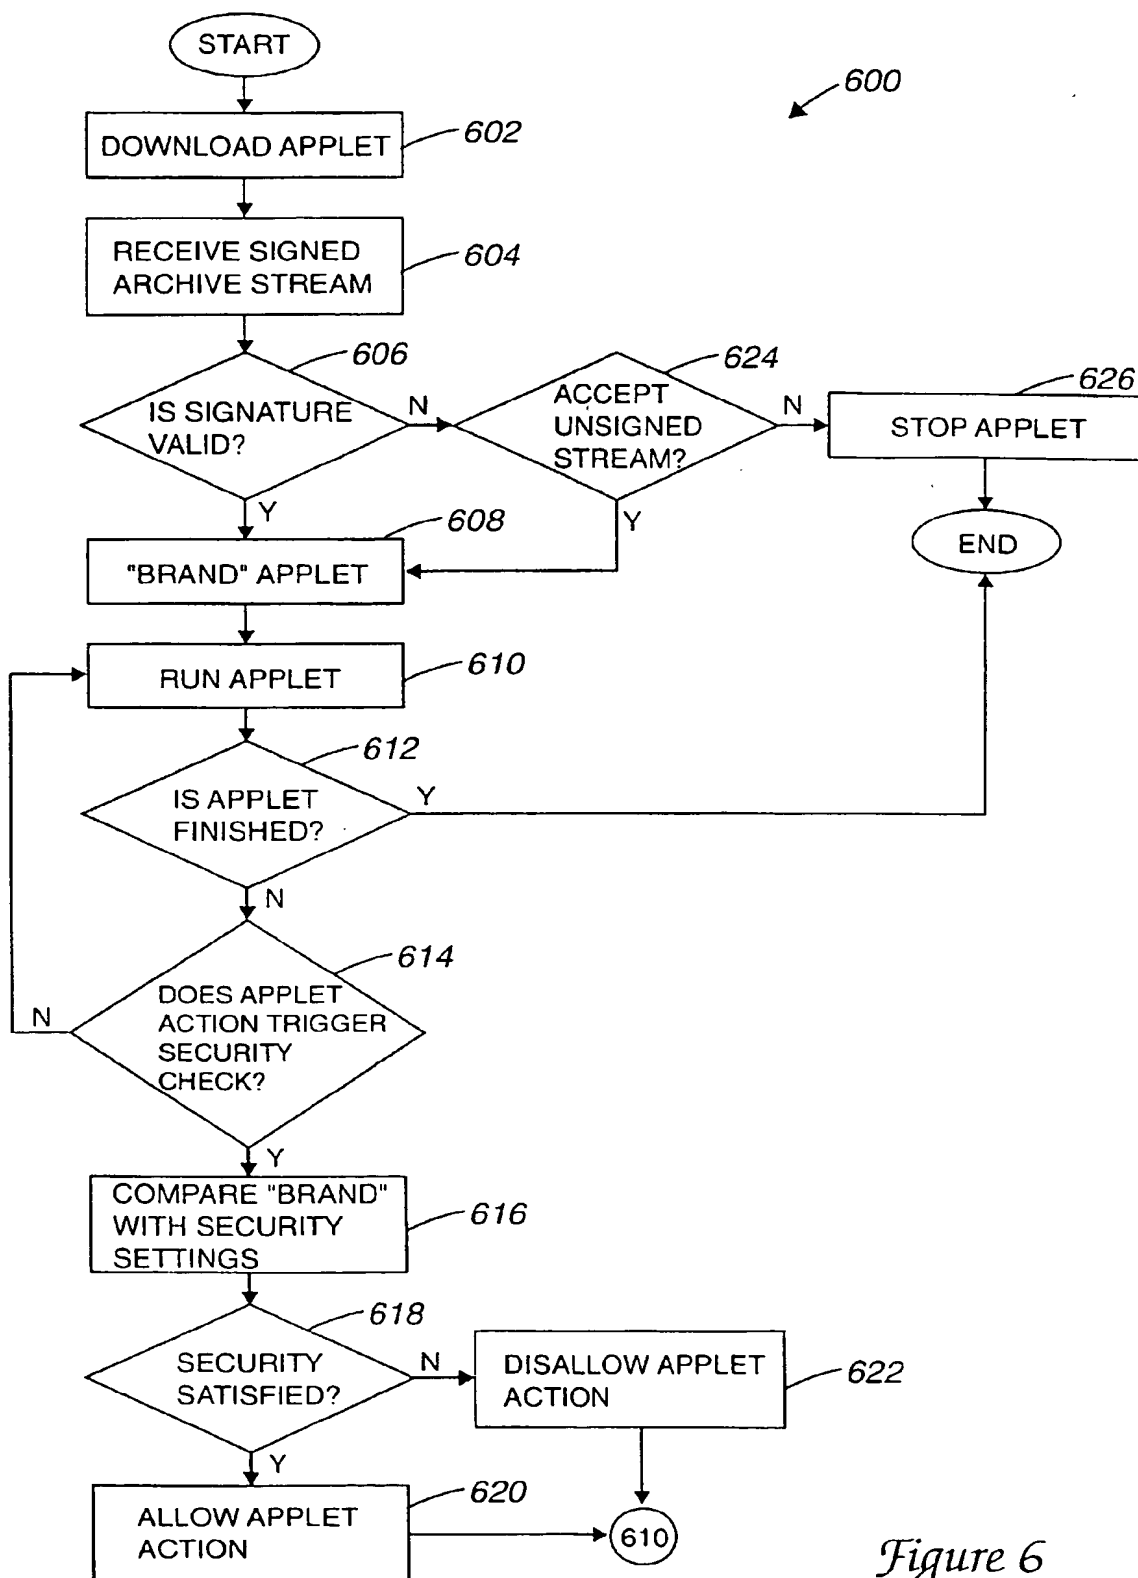 START
600
DOWNLOAD APPLET
602
RECEIVE SIGNED
ARCHIVE STREAM
604
606
IS SIGNATURE
VALID?
N
Y
624
ACCEPT
UNSIGNED
STREAM?
N
Y
626
STOP APPLET
END
608
"BRAND" APPLET
RUN APPLET
610
612
IS APPLET
FINISHED?
Y
N
614
DOES APPLET
ACTION TRIGGER
SECURITY
CHECK?
N
Y
COMPARE "BRAND"
WITH SECURITY
SETTINGS
616
618
SECURITY
SATISFIED?
N
Y
DISALLOW APPLET
ACTION
622
620
ALLOW APPLET
ACTION
610
Figure 6